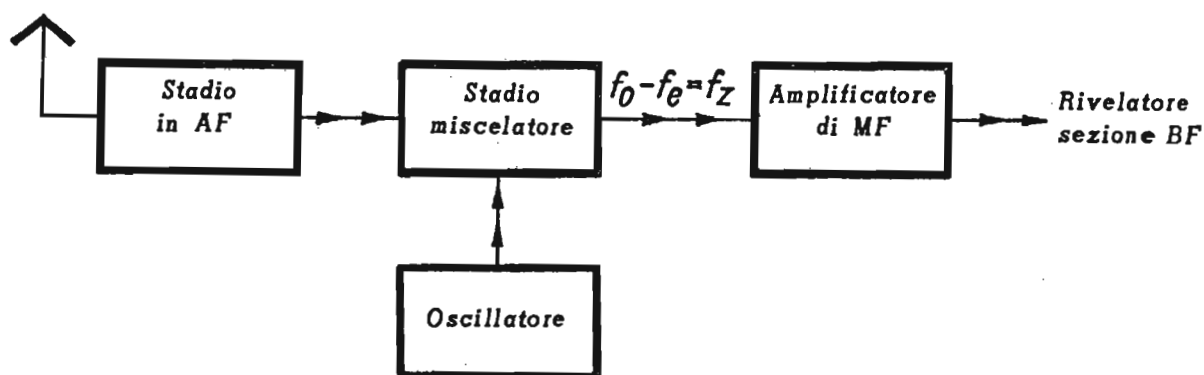 Stadio
in AF
Stadio
miscelatore
f0-fe=fz
Amplificatore
di MF
Rivelatore
sezione BF
Oscillatore